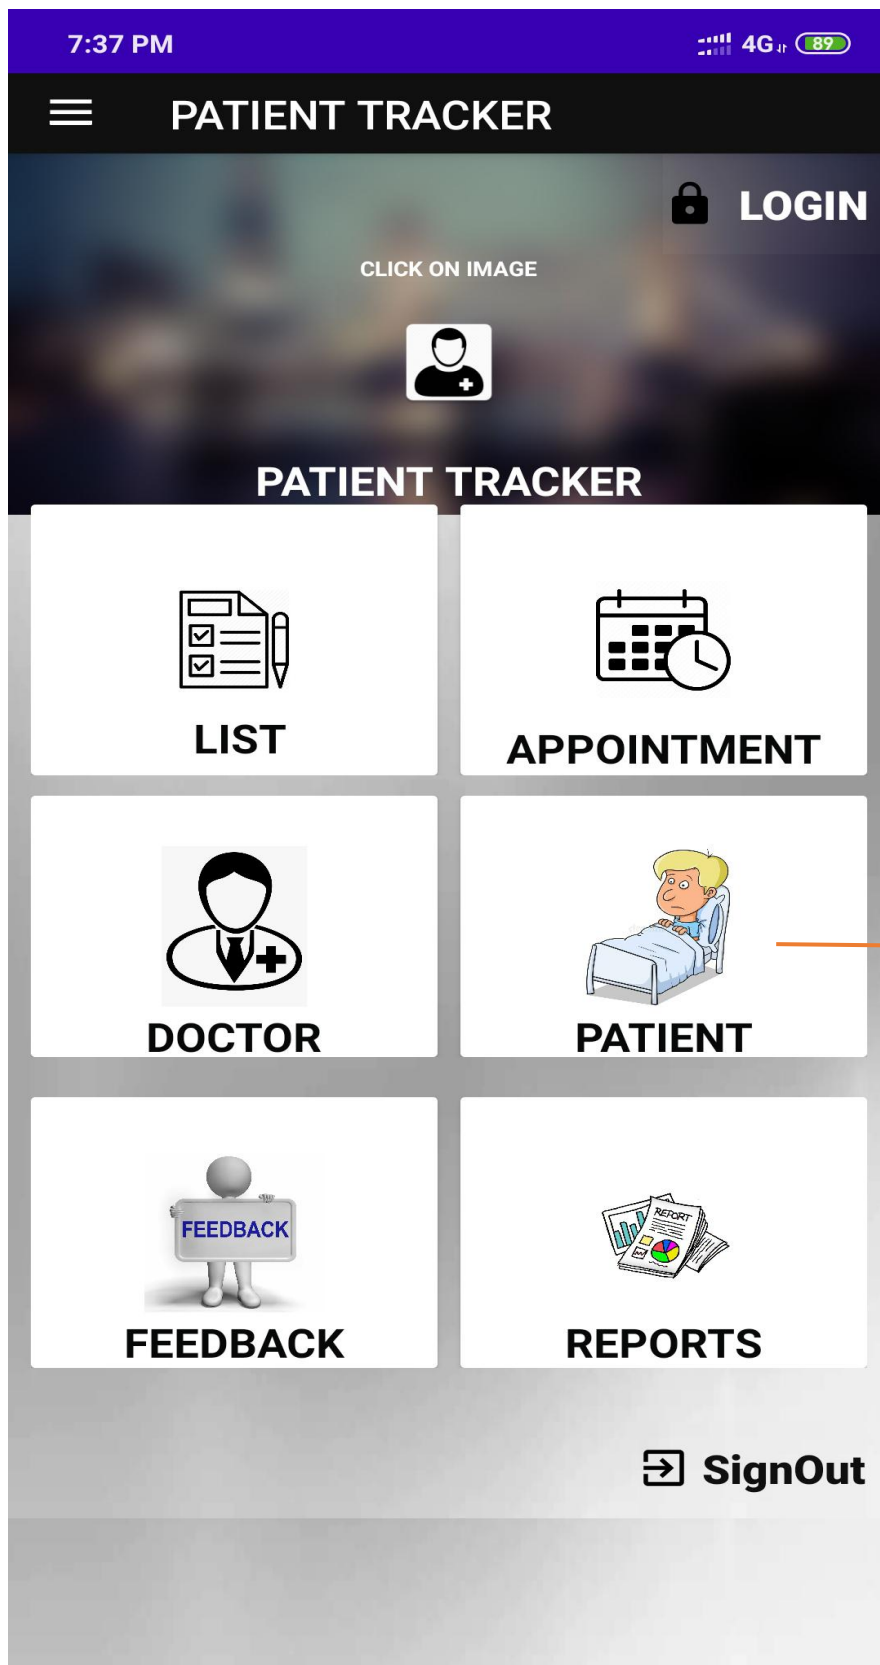 7:37 PM 4G 89
PATIENT TRACKER
LOGIN
CLICK ON IMAGE
PATIENT TRACKER
LIST
APPOINTMENT
DOCTOR
PATIENT
FEEDBACK
REPORT
FEEDBACK
REPORTS
SignOut